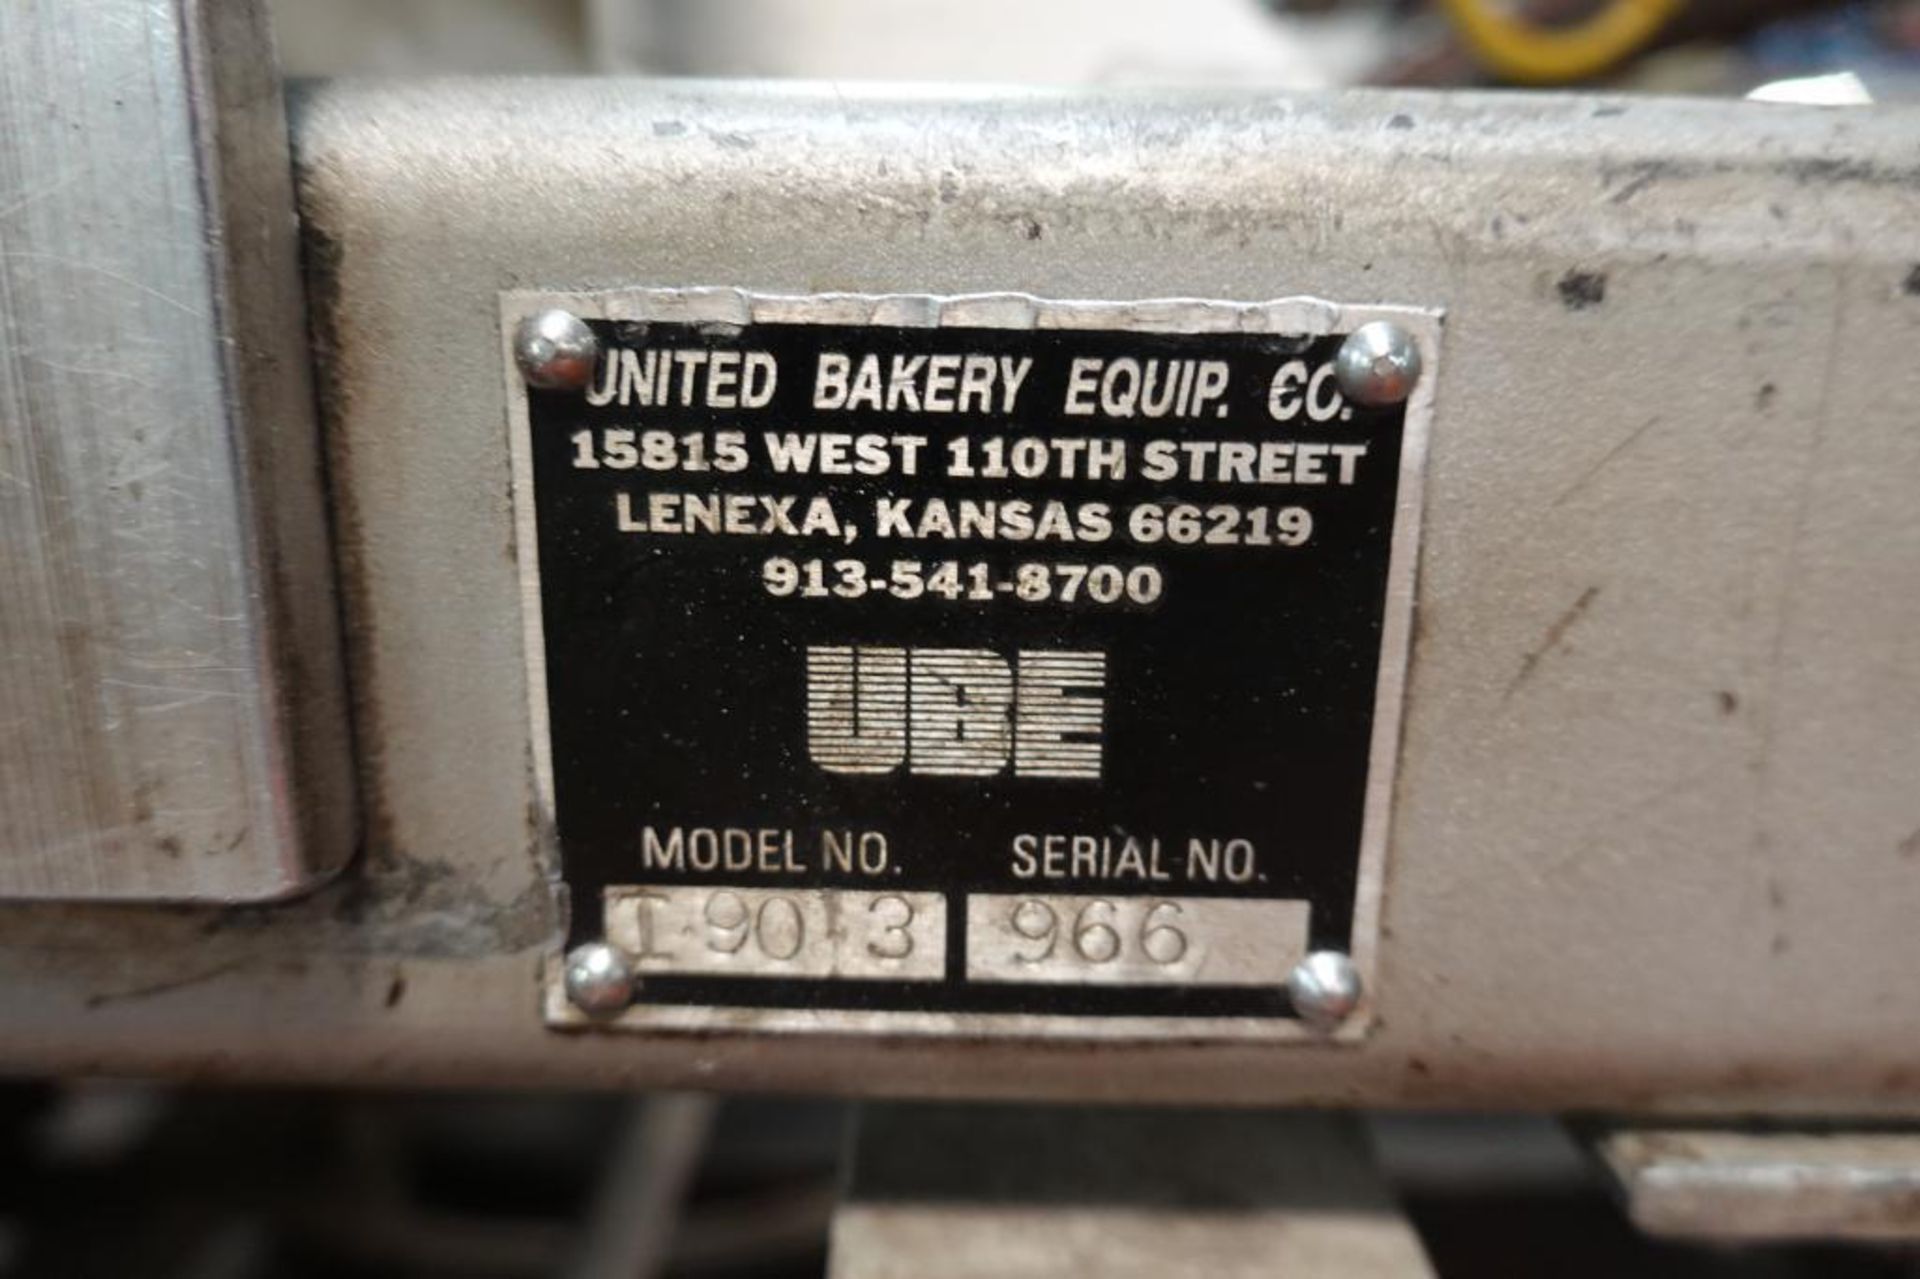 UNITED BAKERY EQUIP. CO.
15815 WEST 110TH STREET
LENEXA, KANSAS 66219
913-541-8700
UBE
MODEL NO. SERIAL NO.
I 90 3 966